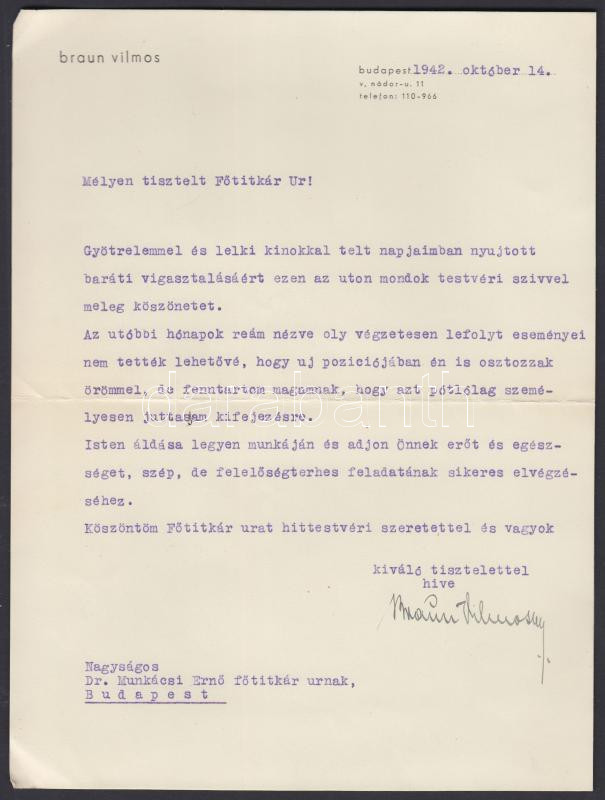 braun vilmos
budapest 1942. október 14.
v, nádor-u. 11
telefon: 110-966
Mélyen tisztelt Főtitkár Ur!
Gyötrelemmel és lelki kinokkal telt napjaimban nyujtott
baráti vigasztalásáért ezen az uton mondok testvéri szivvel
meleg köszönetet.
Az utóbbi hónapok reám nézve oly végzetesen lefolyt eseményei
nem tették lehetővé, hogy uj poziciójában én is osztozzak
örömmel, de fenntartom magamnak, hogy azt pótlólag szemé-
lyesen juttasam kifejezésre.
Isten áldása legyen munkáján és adjon Önnek erőt és egész-
séget, szép, de felelőségterhes feladatának sikeres elvégzé-
séhez.
Köszöntöm Főtitkár urat hittestvéri szeretettel és vagyok
kiváló tisztelettel
hive
Braun Vilmos
Nagyságos
Dr. Munkácsi Ernő főtitkár urnak,
Budapest
darabanth